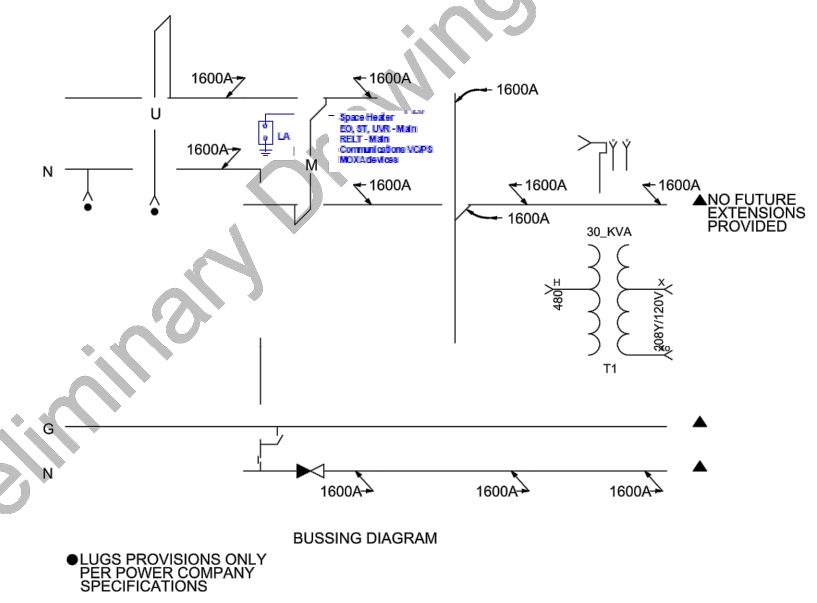 eliminary Drawing
1600A
1600A
1600A
U
Space Heater
EO, ST, UVR - Main
RELT - Main
Communications VC/PS
MOXA devices
LA
1600A
M
N
1600A
1600A
1600A
1600A
NO FUTURE
EXTENSIONS
PROVIDED
30_KVA
H
480
X
208Y/120V
Xo
T1
G
N
1600A
1600A
1600A
BUSSING DIAGRAM
LUGS PROVISIONS ONLY
PER POWER COMPANY
SPECIFICATIONS